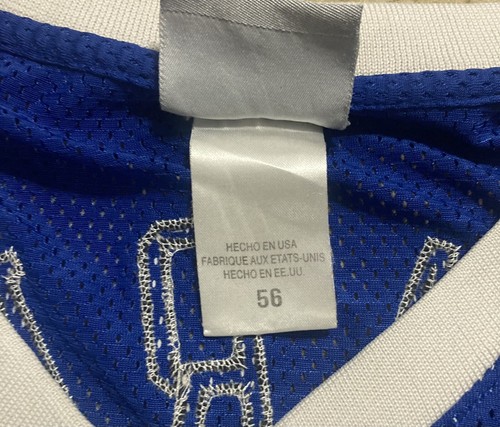 HECHO EN USA
FABRIQUE AUX ETATS-UNIS
HECHO EN EE.UU.
56